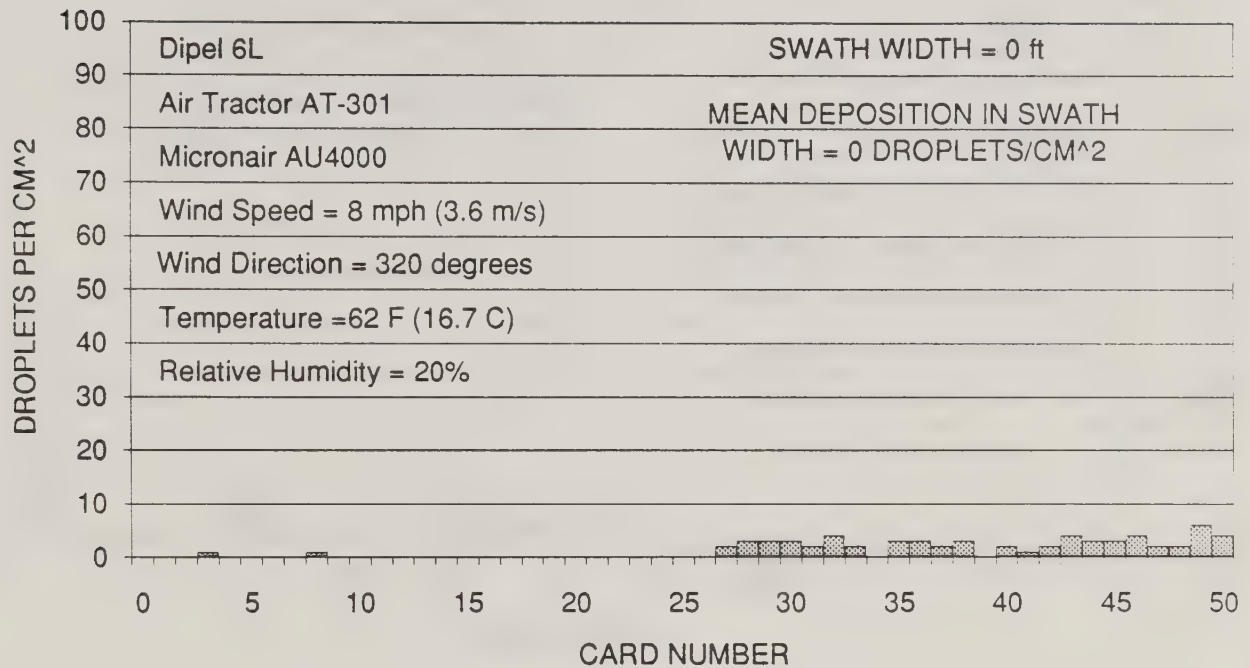 100
90
80
70
60
50
40
30
20
10
0
DROPLETS PER CM^2
Dipel 6L
Air Tractor AT-301
Micronair AU4000
Wind Speed = 8 mph (3.6 m/s)
Wind Direction = 320 degrees
Temperature =62 F (16.7 C)
Relative Humidity = 20%
SWATH WIDTH = 0 ft
MEAN DEPOSITION IN SWATH
WIDTH = 0 DROPLETS/CM^2
0 5 10 15 20 25 30 35 40 45 50
CARD NUMBER